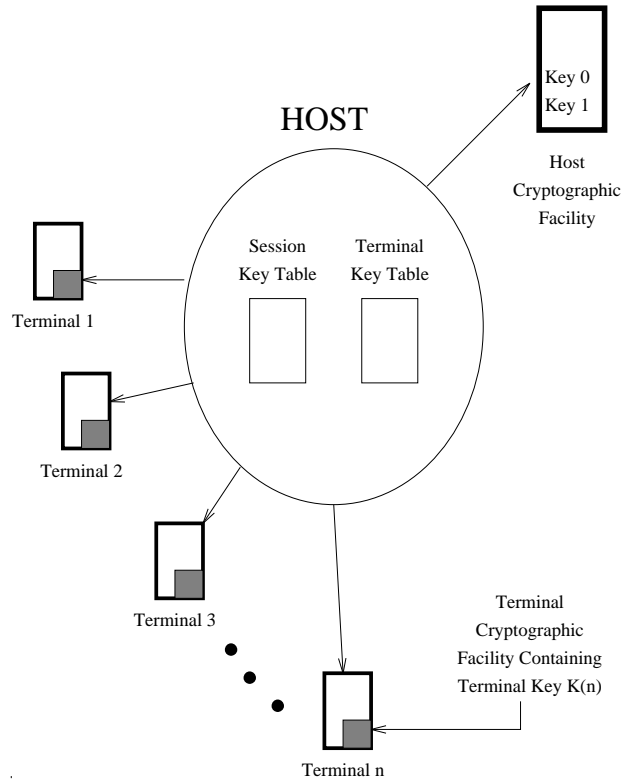 HOST
Key 0
Key 1
Host
Cryptographic
Facility
Session
Key Table
Terminal
Key Table
Terminal 1
Terminal 2
Terminal 3
Terminal
Cryptographic
Facility Containing
Terminal Key K(n)
Terminal n